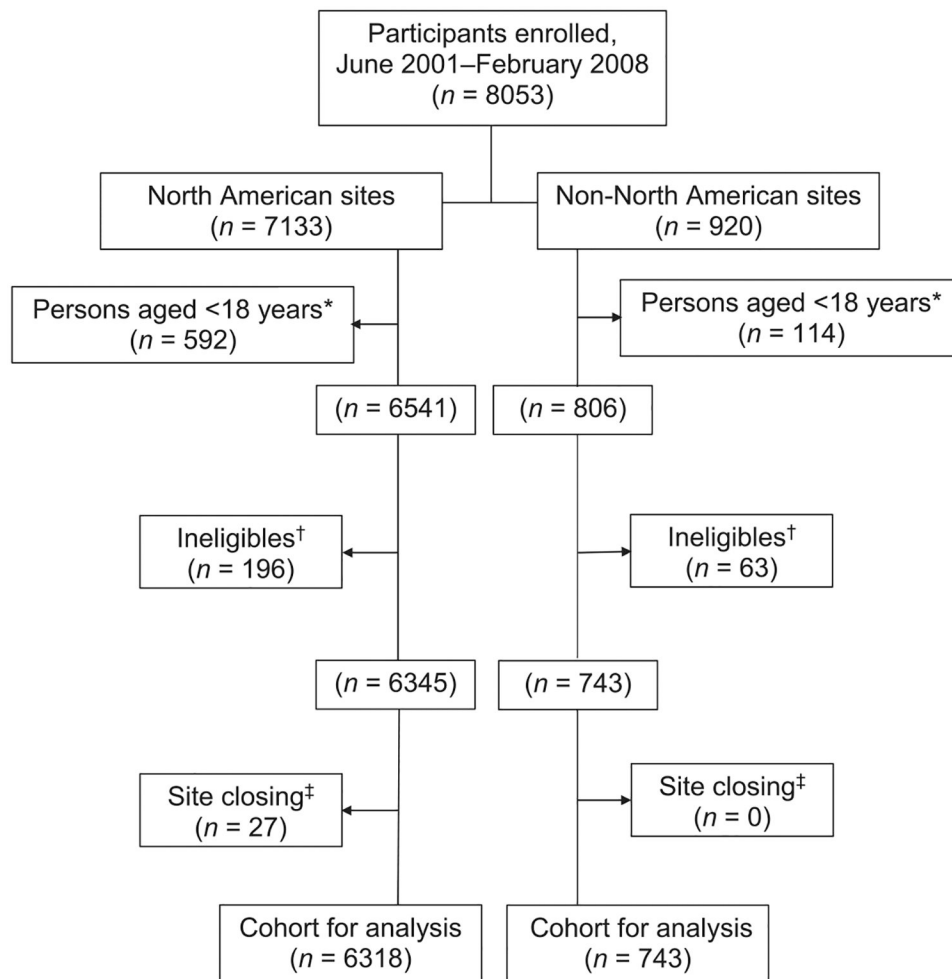 Participants enrolled,
June 2001–February 2008
(n = 8053)
North American sites
(n = 7133)
Non-North American sites
(n = 920)
Persons aged <18 years*
(n = 592)
Persons aged <18 years*
(n = 114)
(n = 6541)
(n = 806)
Ineligibles†
(n = 196)
Ineligibles†
(n = 63)
(n = 6345)
(n = 743)
Site closing‡
(n = 27)
Site closing‡
(n = 0)
Cohort for analysis
(n = 6318)
Cohort for analysis
(n = 743)